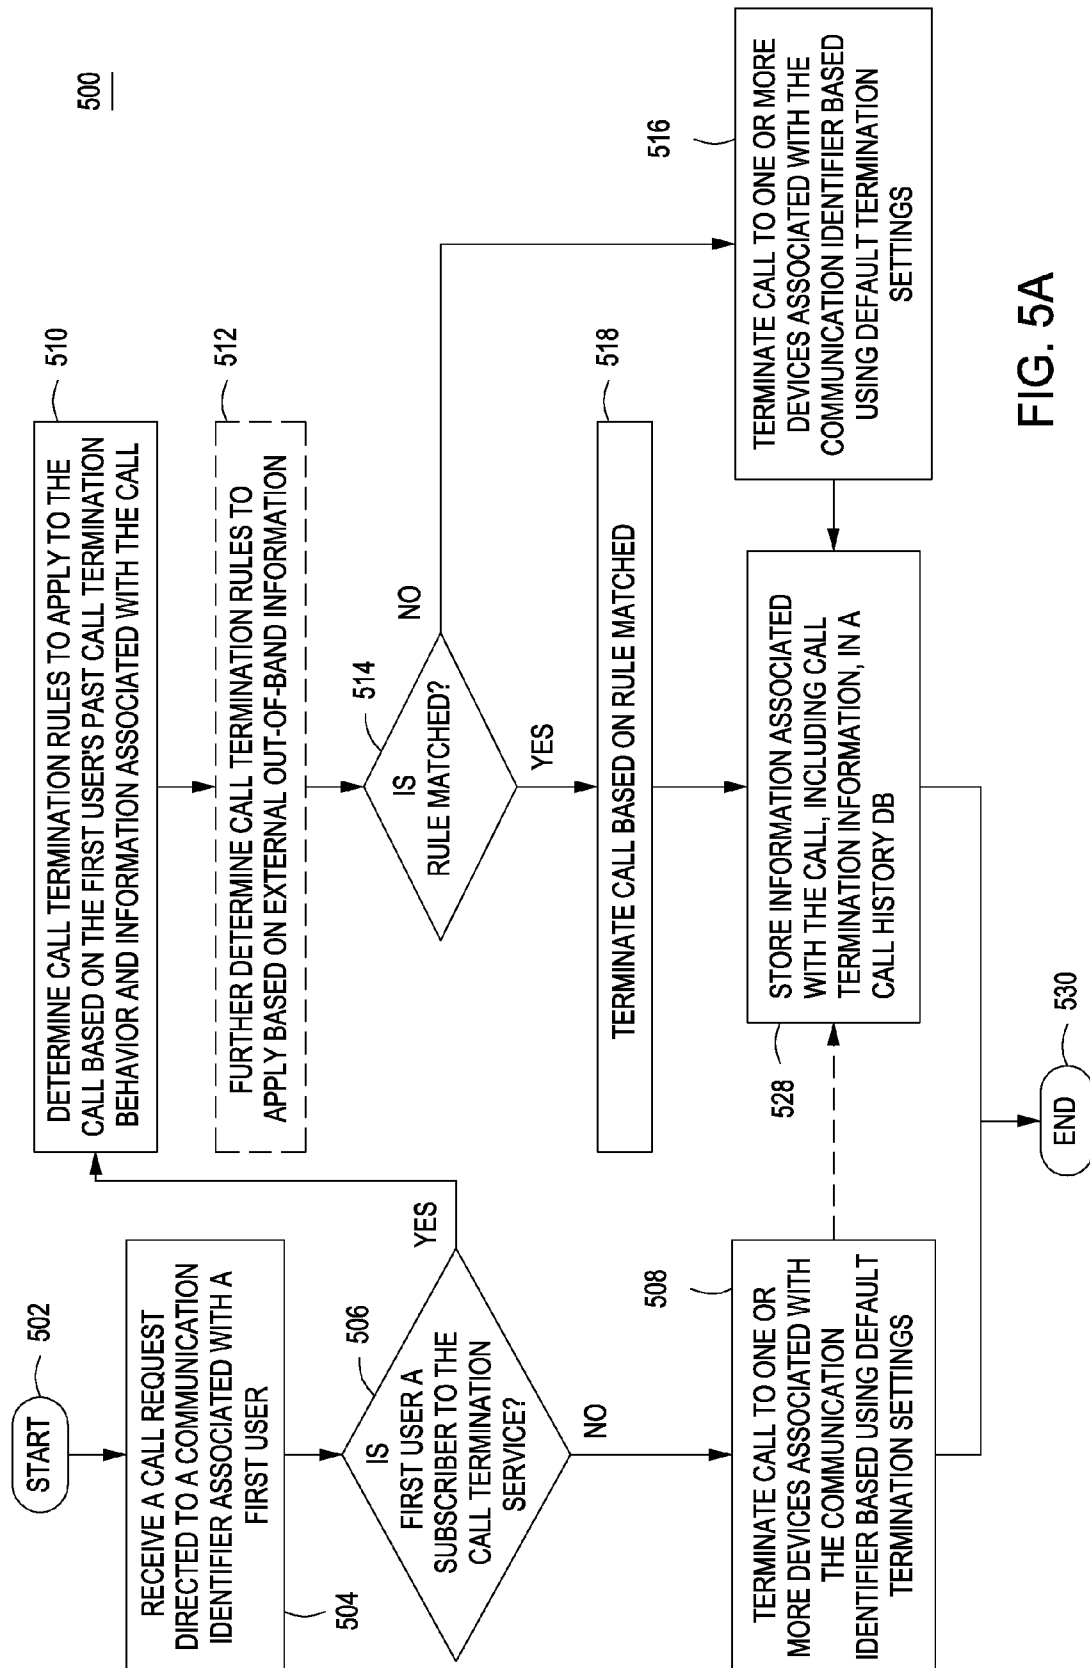 500
START
502
RECEIVE A CALL REQUEST
DIRECTED TO A COMMUNICATION
IDENTIFIER ASSOCIATED WITH A
FIRST USER
504
IS
FIRST USER A
SUBSCRIBER TO THE
CALL TERMINATION
SERVICE?
506
YES
NO
TERMINATE CALL TO ONE OR
MORE DEVICES ASSOCIATED WITH
THE COMMUNICATION
IDENTIFIER BASED USING DEFAULT
TERMINATION SETTINGS
508
DETERMINE CALL TERMINATION RULES TO APPLY TO THE
CALL BASED ON THE FIRST USER'S PAST CALL TERMINATION
BEHAVIOR AND INFORMATION ASSOCIATED WITH THE CALL
510
FURTHER DETERMINE CALL TERMINATION RULES TO
APPLY BASED ON EXTERNAL OUT-OF-BAND INFORMATION
512
IS
RULE MATCHED?
514
NO
YES
TERMINATE CALL BASED ON RULE MATCHED
518
TERMINATE CALL TO ONE OR MORE
DEVICES ASSOCIATED WITH THE
COMMUNICATION IDENTIFIER BASED
USING DEFAULT TERMINATION
SETTINGS
516
STORE INFORMATION ASSOCIATED
WITH THE CALL, INCLUDING CALL
TERMINATION INFORMATION, IN A
CALL HISTORY DB
528
END
530
FIG. 5A